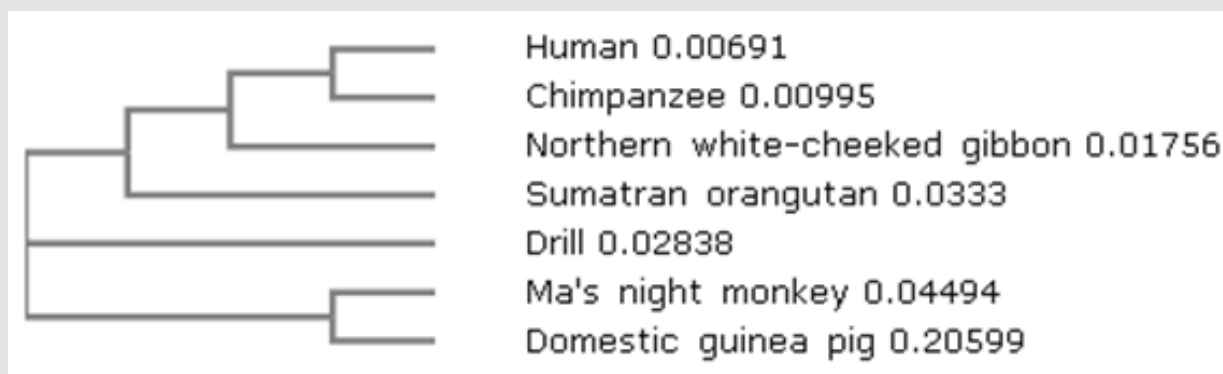 Human 0.00691
Chimpanzee 0.00995
Northern white-cheeked gibbon 0.01756
Sumatran orangutan 0.0333
Drill 0.02838
Ma's night monkey 0.04494
Domestic guinea pig 0.20599